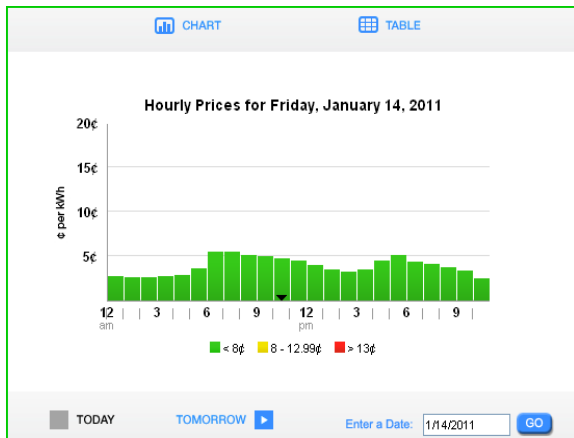 CHART TABLE
Hourly Prices for Friday, January 14, 2011
20¢
15¢
10¢
5¢
¢ per kWh
12 3 6 9 12 3 6 9
am pm
< 8¢ 8 - 12.99¢ > 13¢
TODAY TOMORROW Enter a Date: 1/14/2011 GO